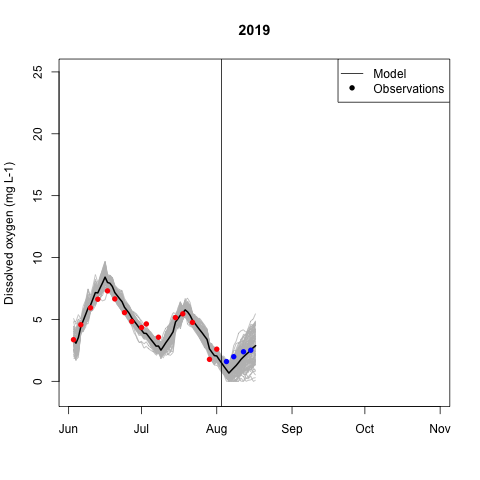 2019
Model
Observations
Dissolved oxygen (mg L-1)
25
20
15
10
5
0
Jun Jul Aug Sep Oct Nov